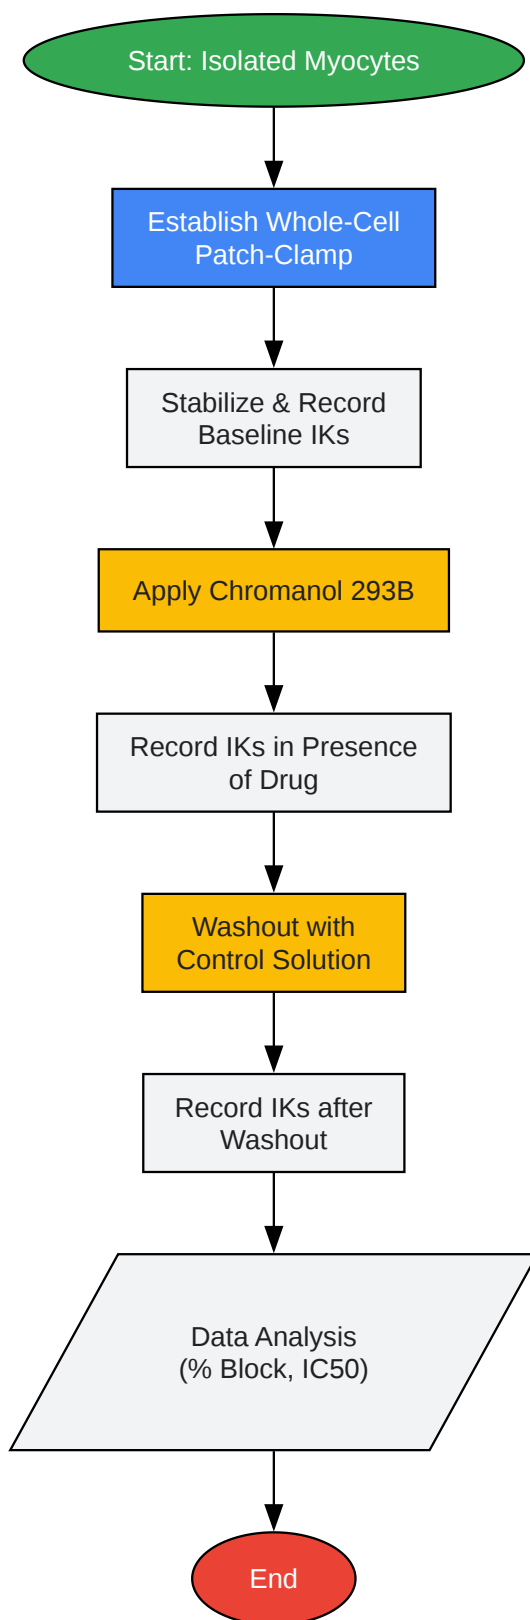 Start: Isolated Myocytes
Establish Whole-Cell
Patch-Clamp
Stabilize & Record
Baseline IKs
Apply Chromanol 293B
Record IKs in Presence
of Drug
Washout with
Control Solution
Record IKs after
Washout
Data Analysis
(% Block, IC50)
End